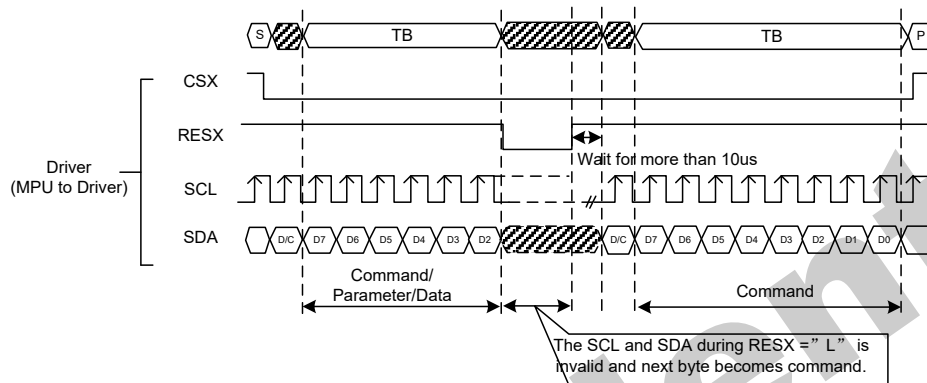 S TB TB P
CSX
RESX
Wait for more than 10us
Driver
(MPU to Driver)
SCL
SDA D/C D7 D6 D5 D4 D3 D2 D/C D7 D6 D5 D4 D3 D2 D1 D0
Command/
Parameter/Data
Command
The SCL and SDA during RESX =” L” is
invalid and next byte becomes command.